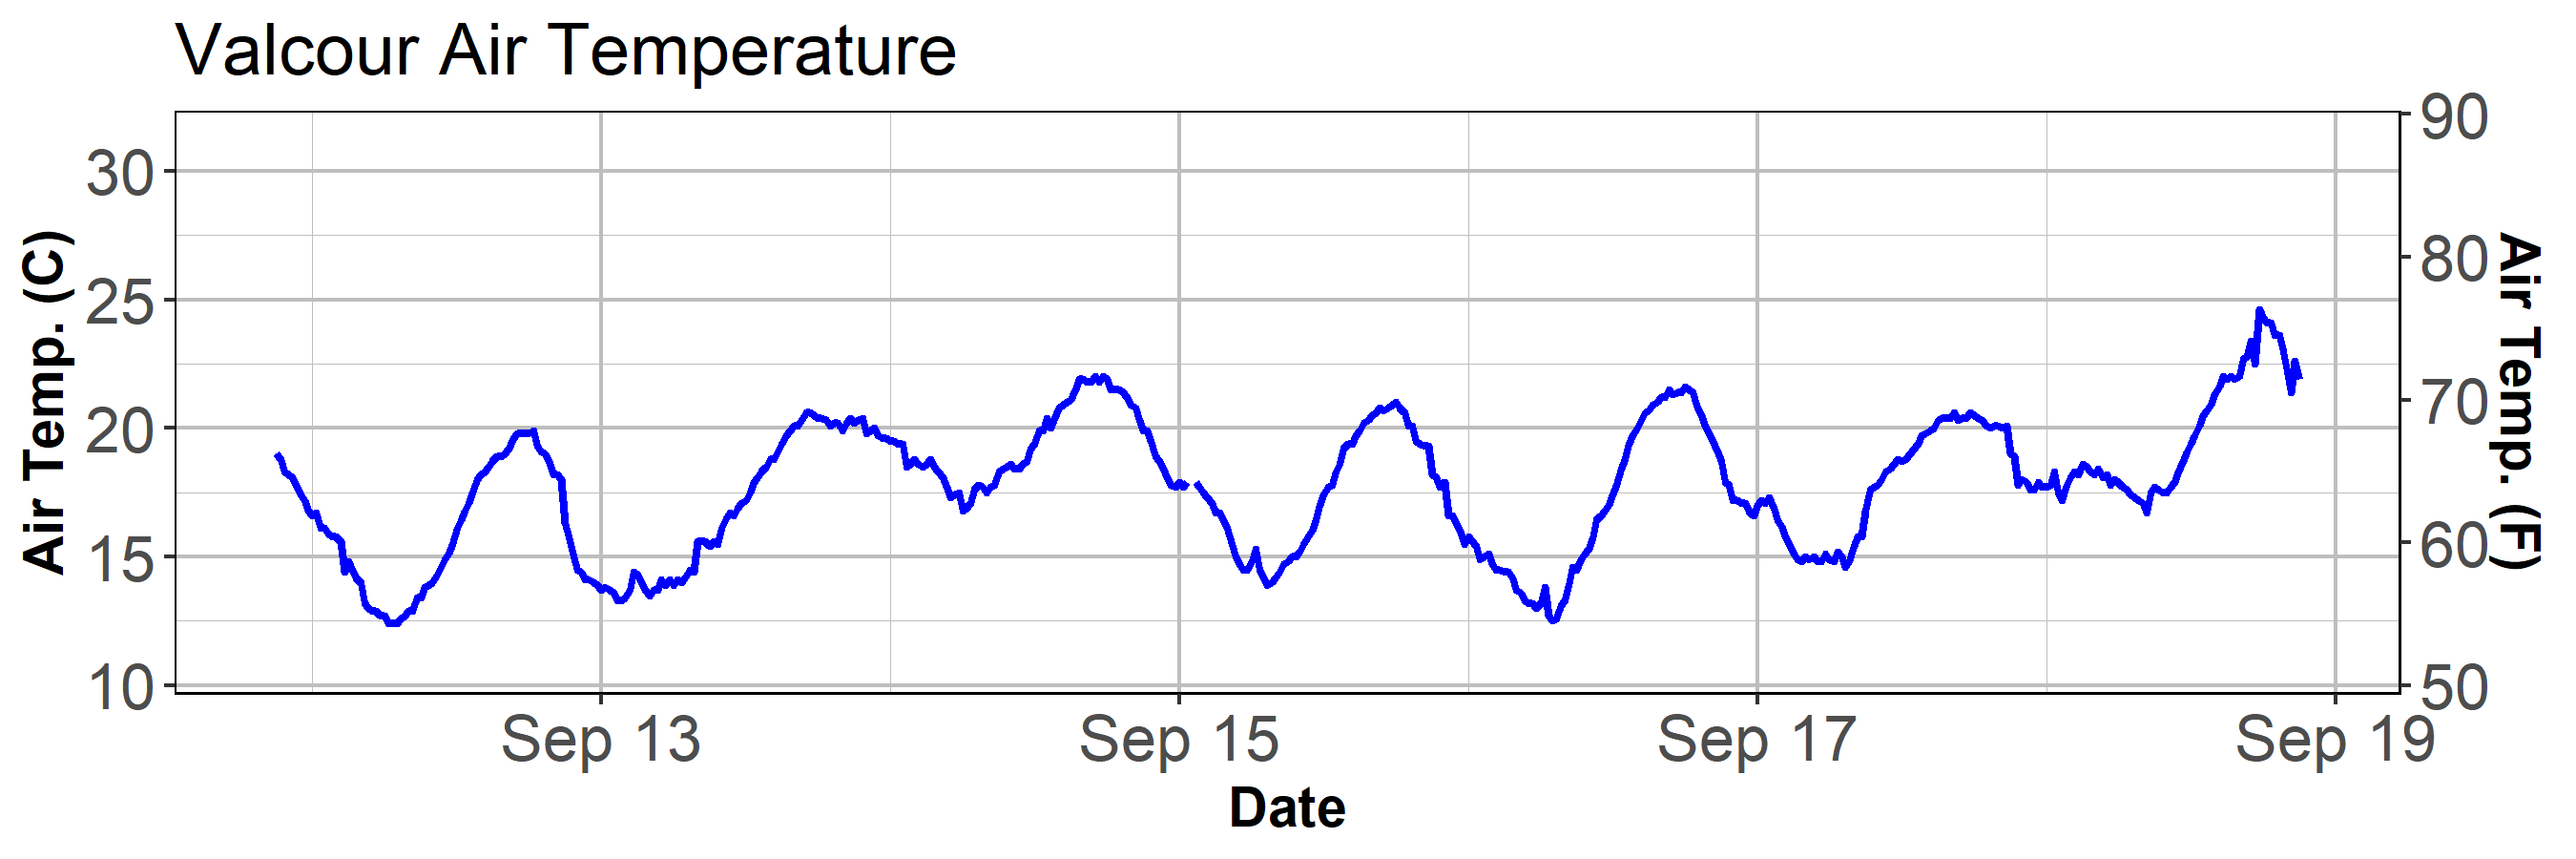 Valcour Air Temperature
Air Temp. (C)
30
25
20
15
10
90
80
70
60
50
Air Temp. (F)
Sep 13
Sep 15
Sep 17
Sep 19
Date